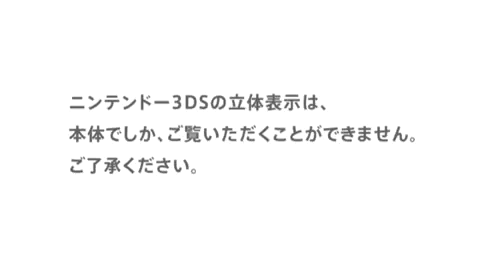 ニンテンドー3DSの立体表示は、
本体でしか、ご覧いただくことができません。
ご了承ください。